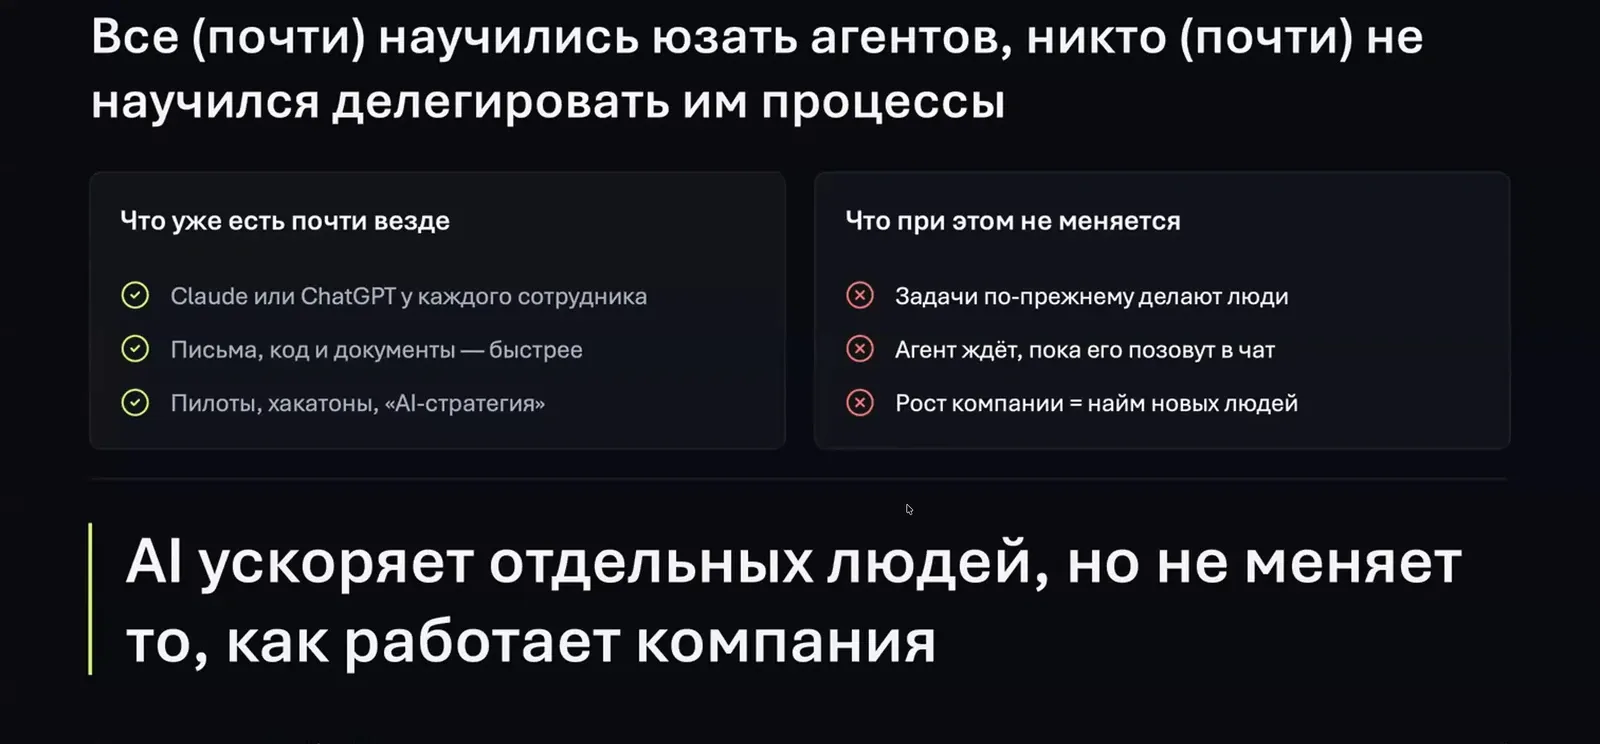 Все (почти) научились юзать агентов, никто (почти) не
научился делегировать им процессы
Что уже есть почти везде
Claude или ChatGPT у каждого сотрудника
Письма, код и документы — быстрее
Пилоты, хакатоны, «AI-стратегия»
Что при этом не меняется
Задачи по-прежнему делают люди
Агент ждёт, пока его позовут в чат
Рост компании = найм новых людей
AI ускоряет отдельных людей, но не меняет
то, как работает компания